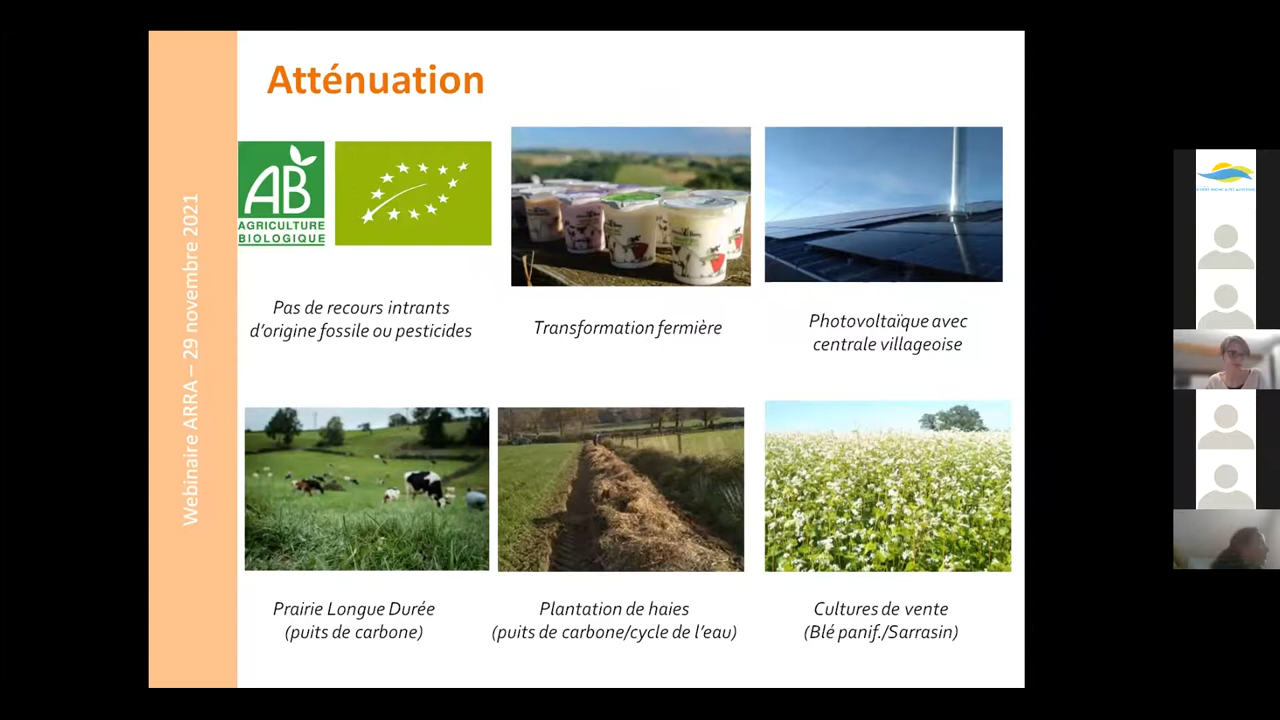 Atténuation
AB
AGRICULTURE
BIOLOGIQUE
Pas de recours intrants
d'origine fossile ou pesticides
Transformation fermière
Photovoltaïque avec
centrale villageoise
Prairie Longue Durée
(puits de carbone)
Plantation de haies
(puits de carbone/cycle de l'eau)
Cultures de vente
(Blé panif./Sarrasin)
Webinaire ARRA – 29 novembre 2021